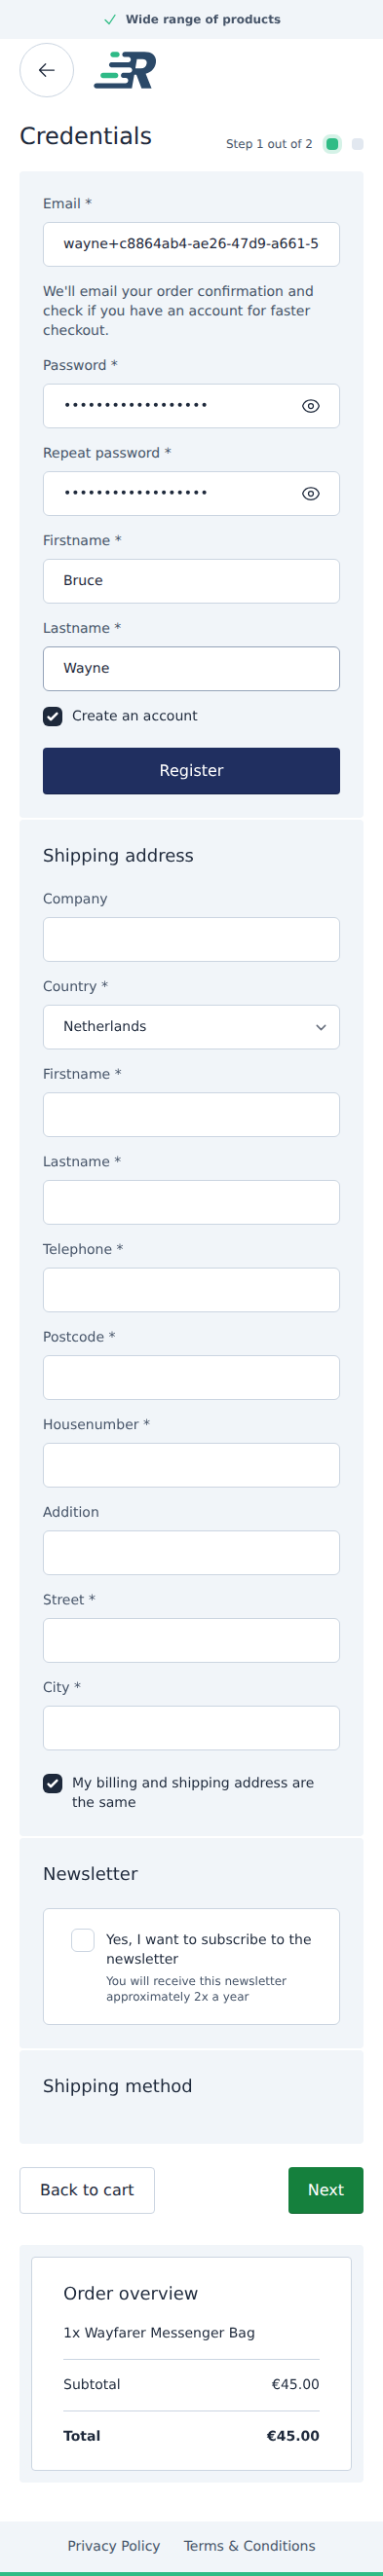 Wide range of products
Credentials
Step 1 out of 2
Email *
wayne+c8864ab4-ae26-47d9-a661-5
We'll email your order confirmation and
check if you have an account for faster
checkout.
Password *
••••••••••••••••••
Repeat password *
••••••••••••••••••
Firstname *
Bruce
Lastname *
Wayne
Create an account
Register
Shipping address
Company
Country *
Netherlands
Firstname *
Lastname *
Telephone *
Postcode *
Housenumber *
Addition
Street *
City *
My billing and shipping address are
the same
Newsletter
Yes, I want to subscribe to the
newsletter
You will receive this newsletter
approximately 2x a year
Shipping method
Back to cart
Next
Order overview
1x Wayfarer Messenger Bag
Subtotal €45.00
Total €45.00
Privacy Policy Terms & Conditions